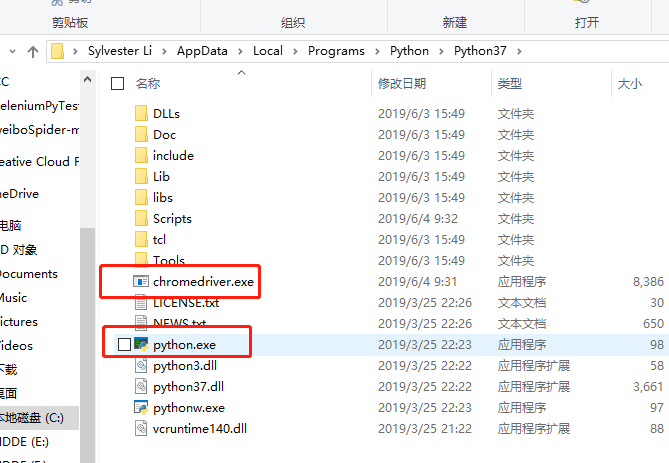 剪贴板 组织 新建 打开
Sylvester Li > AppData > Local > Programs > Python > Python37 >
名称 修改日期 类型 大小
DLLs 2019/6/3 15:49 文件夹
Doc 2019/6/3 15:49 文件夹
include 2019/6/3 15:49 文件夹
Lib 2019/6/3 15:49 文件夹
libs 2019/6/3 15:49 文件夹
Scripts 2019/6/4 9:32 文件夹
tcl 2019/6/3 15:49 文件夹
Tools 2019/6/3 15:49 文件夹
chromedriver.exe 2019/6/4 9:31 应用程序 8,386
LICENSE.txt 2019/3/25 22:26 文本文档 30
NEWS.txt 2019/3/25 22:26 文本文档 650
python.exe 2019/3/25 22:23 应用程序 98
python3.dll 2019/3/25 22:22 应用程序扩展 58
python37.dll 2019/3/25 22:22 应用程序扩展 3,661
pythonw.exe 2019/3/25 22:23 应用程序 97
vcruntime140.dll 2019/3/25 21:22 应用程序扩展 88
CC
eleniumPyTest
weiboSpider-m
eative Cloud F
neDrive
电脑
D 对象
Documents
Music
ictures
ideos
下载
桌面
本地磁盘 (C:)
IDDE (E:)
IDDE (F:)